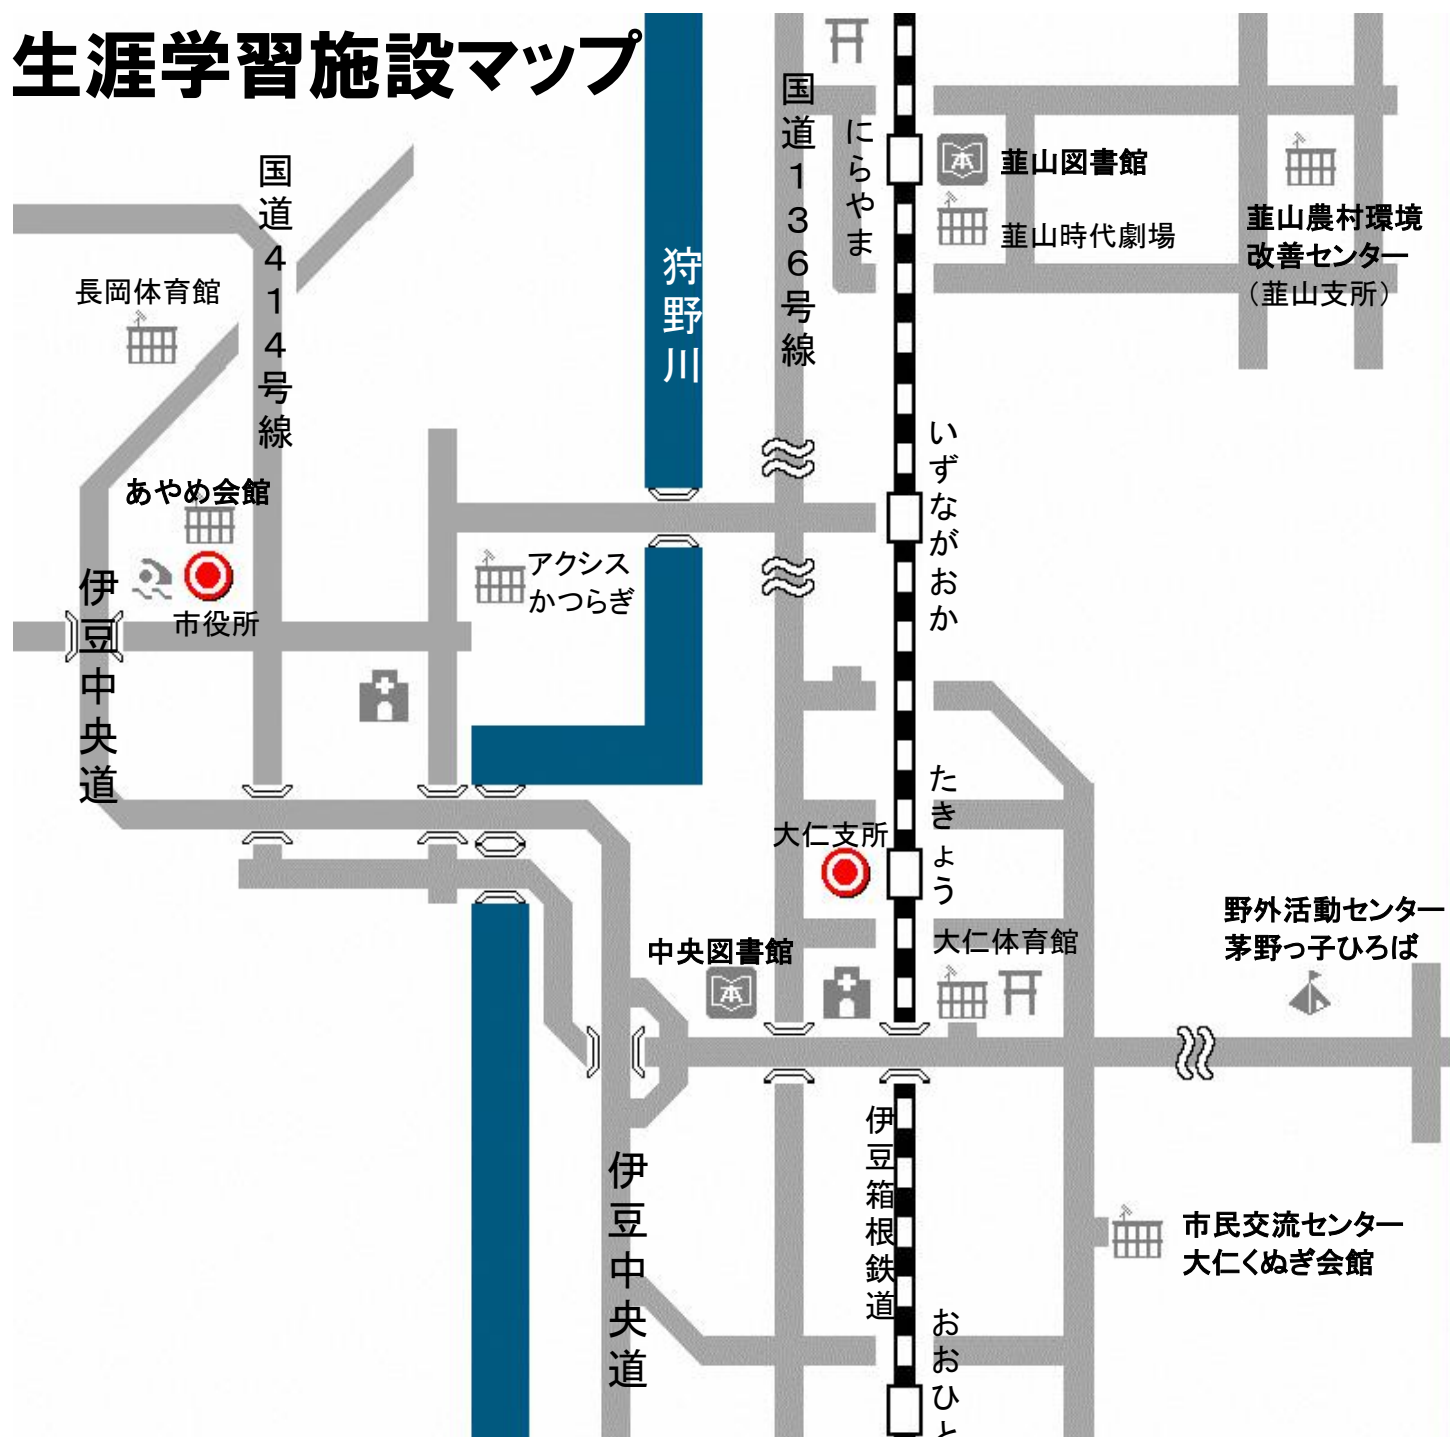 生涯学習施設マップ
国道136号線
にらやま
国道414号線
韮山図書館
韮山時代劇場
韮山農村環境
改善センター
（韮山支所）
狩野川
長岡体育館
いずながおか
あやめ会館
アクシス
かつらぎ
伊豆中央道
市役所
たきょう
大仁支所
野外活動センター
茅野っ子ひろば
中央図書館
大仁体育館
伊豆箱根鉄道
伊豆中央道
市民交流センター
大仁くぬぎ会館
おおひと